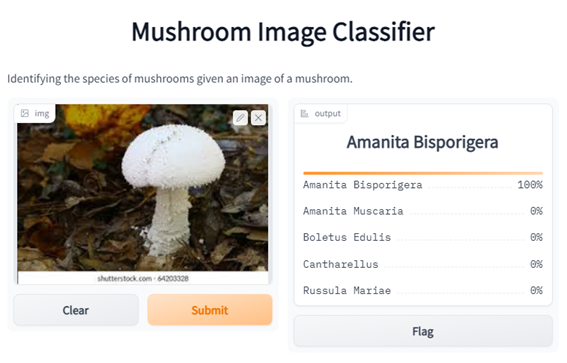 Mushroom Image Classifier
Identifying the species of mushrooms given an image of a mushroom.
img
shutterstock.com · 64203328
Clear
Submit
output
Amanita Bisporigera
Amanita Bisporigera 100%
Amanita Muscaria 0%
Boletus Edulis 0%
Cantharellus 0%
Russula Mariae 0%
Flag